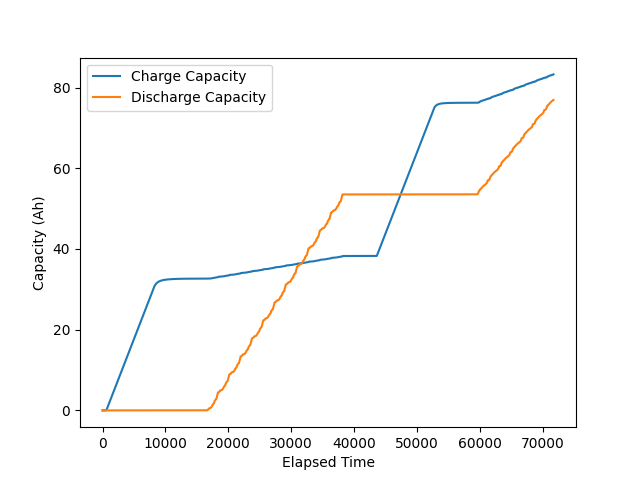 Charge Capacity
Discharge Capacity
80
60
40
20
0
Capacity (Ah)
0 10000 20000 30000 40000 50000 60000 70000
Elapsed Time